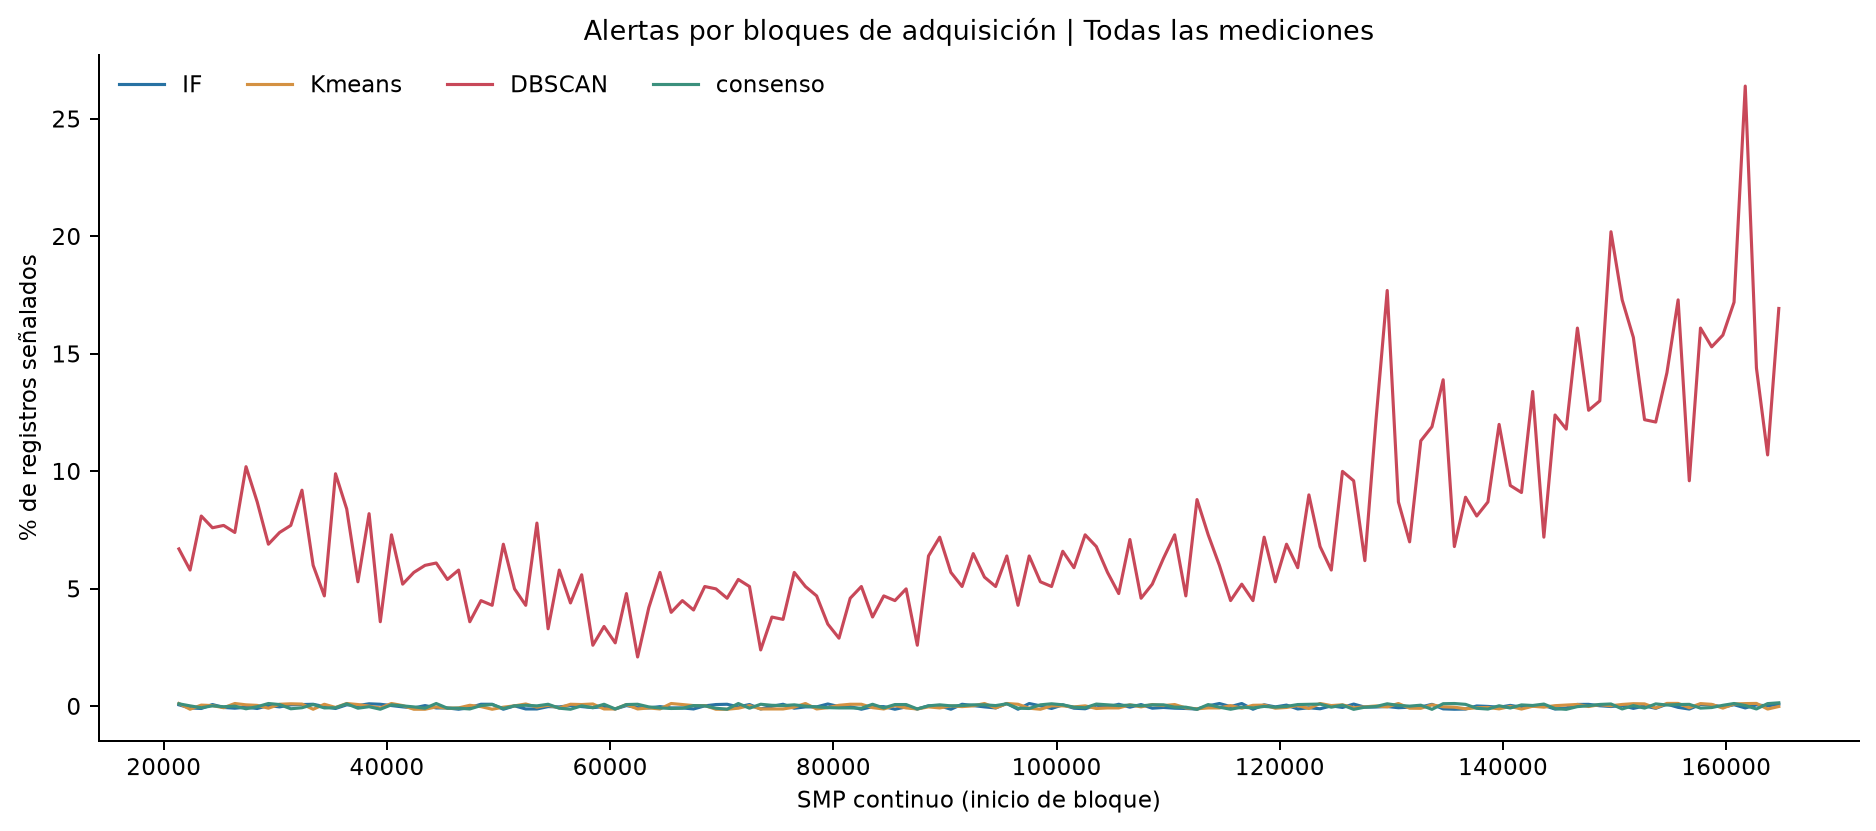 Alertas por bloques de adquisición | Todas las mediciones
IF Kmeans DBSCAN consenso
% de registros señalados
25
20
15
10
5
0
20000 40000 60000 80000 100000 120000 140000 160000
SMP continuo (inicio de bloque)